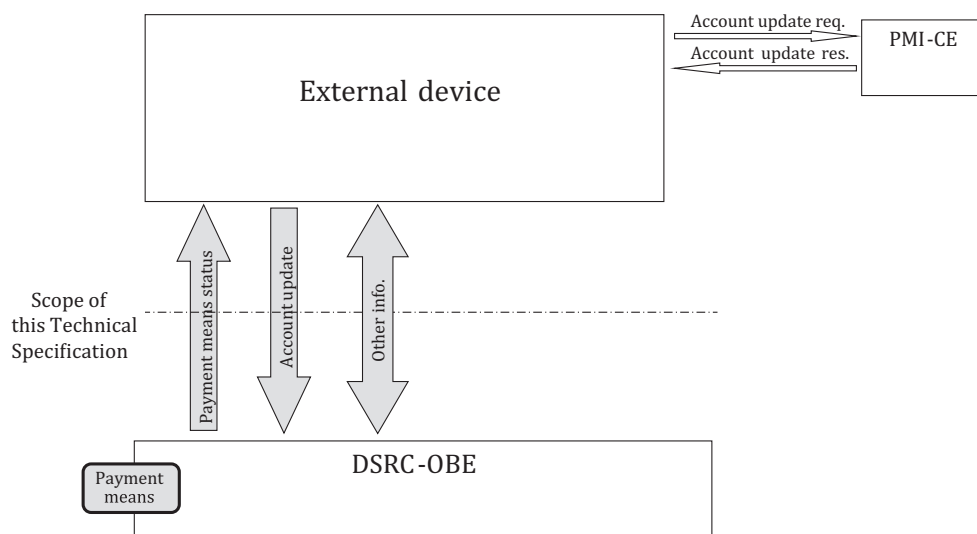 Account update req.
PMI-CE
Account update res.
External device
Payment means status
Account update
Other info.
Scope of
this Technical
Specification
DSRC-OBE
Payment
means